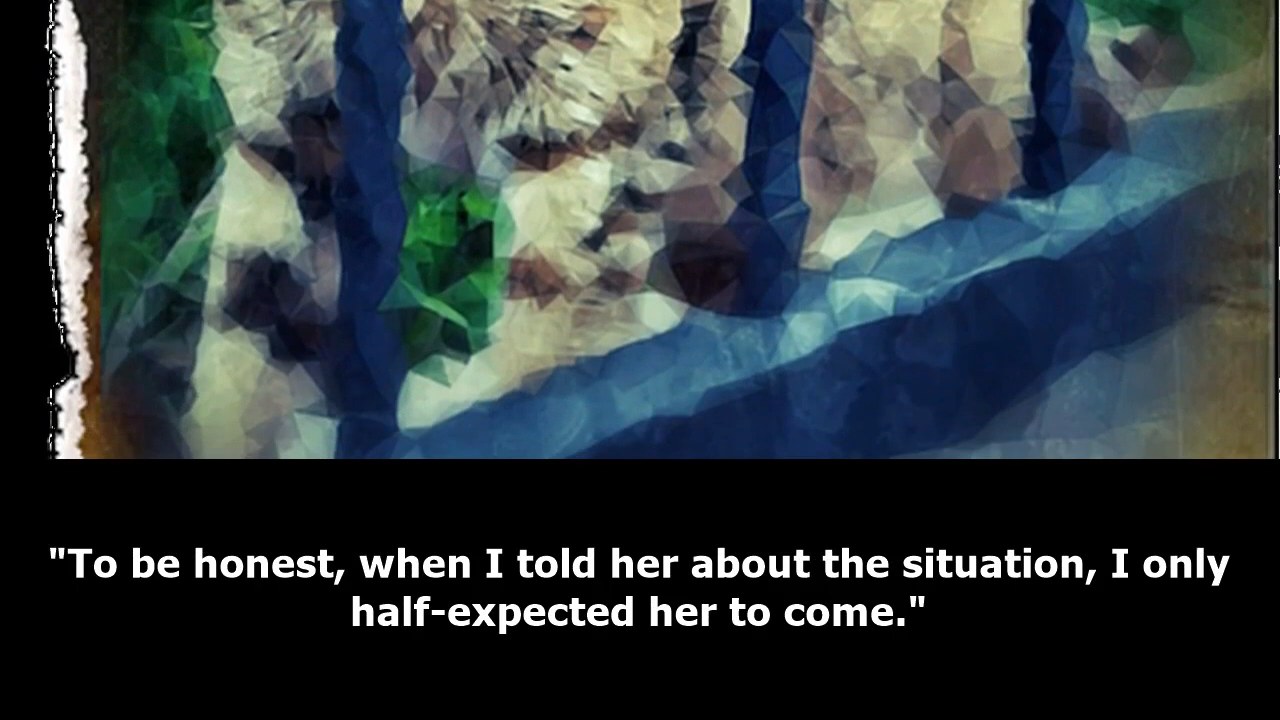 "To be honest, when I told her about the situation, I only
half-expected her to come."